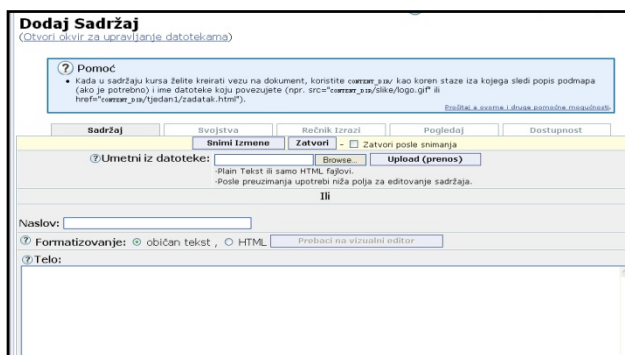 Dodaj Sadržaj
(Otvori okvir za upravljanje datotekama)
Pomoć
Kada u sadržaju kursa želite kreirati vezu na dokument, koristite CONTENT_DIR/ kao koren staze iza kojega sledi popis podmapa
(ako je potrebno) i ime datoteke koju povezujete (npr. src="CONTENT_DIR/slike/logo.gif" ili
href="CONTENT_DIR/tjedan1/zadatak.html").
Pročitaj o ovome i druge pomoćne mogućnosti.
Sadržaj Svojstva Rečnik Izrazi Pogledaj Dostupnost
Snimi Izmene Zatvori - Zatvori posle snimanja
Umetni iz datoteke: Browse... Upload (prenos)
-Plain Tekst ili samo HTML fajlovi.
-Posle preuzimanja upotrebi niža polja za editovanje sadržaja.
Ili
Naslov:
Formatizovanje: običan tekst , HTML Prebaci na vizualni editor
Telo: